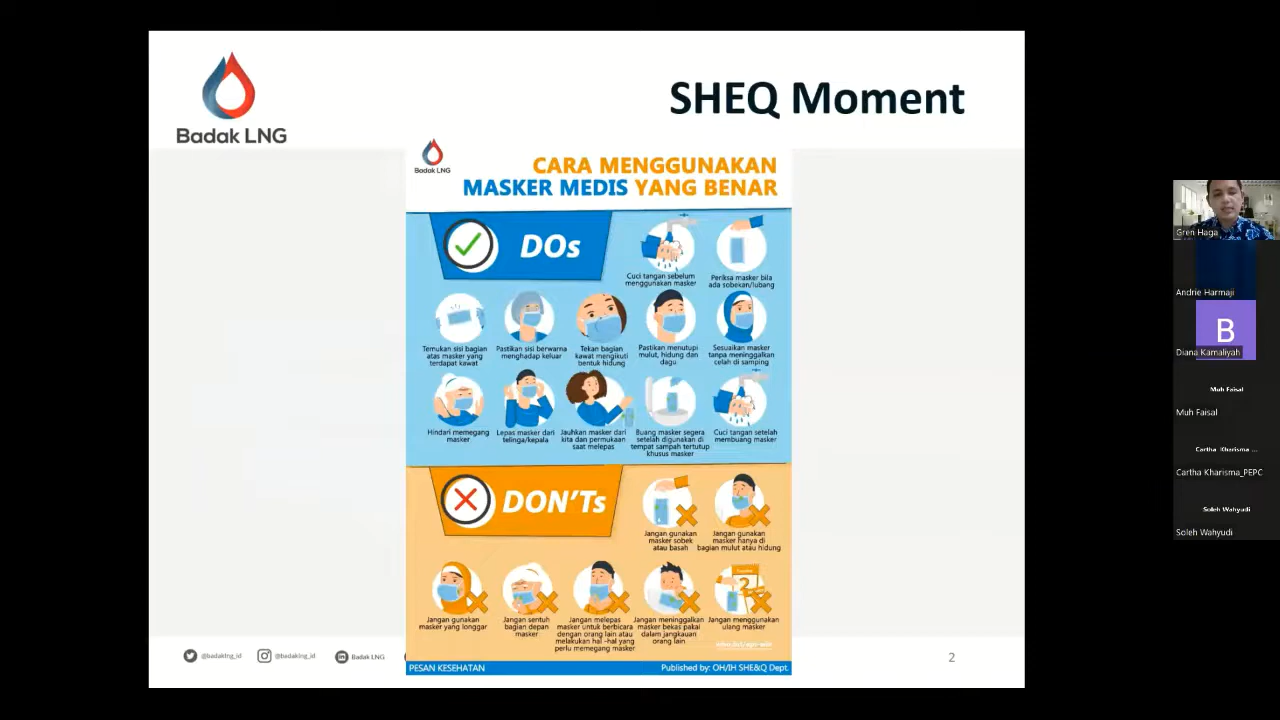 Badak LNG
SHEQ Moment
Badak LNG
CARA MENGGUNAKAN
MASKER MEDIS YANG BENAR
DOs
Cuci tangan sebelum
menggunakan masker
Periksa masker bila
ada sobekan/lubang
Temukan sisi bagian
atas masker yang
terdapat kawat
Pastikan sisi berwarna
menghadap keluar
Tekan bagian
kawat mengikuti
bentuk hidung
Pastikan menutupi
mulut, hidung dan
dagu
Sesuaikan masker
tanpa meninggalkan
celah di samping
Hindari memegang
masker
Lepas masker dari
telinga/kepala
Jauhkan masker dari
kita dan permukaan
saat melepas
Buang masker segera
setelah digunakan di
tempat sampah tertutup
khusus masker
Cuci tangan setelah
membuang masker
DON'Ts
Jangan gunakan
masker sobek
atau basah
Jangan gunakan
masker hanya di
bagian mulut atau hidung
Jangan gunakan
masker yang longgar
Jangan sentuh
bagian depan
masker
Jangan melepas
masker untuk berbicara
dengan orang lain atau
melakukan hal -hal yang
perlu memegang masker
Jangan meninggalkan
masker bekas pakai
dalam jangkauan
orang lain
Jangan menggunakan
ulang masker
2
PESAN KESEHATAN
Published by: OH/IH SHE&Q Dept.
@badaklng_id
@badaklng_id
Badak LNG
2
Gren Haga
Andrie Harmaji
B
Diana Kamaliyah
Muh Faisal
Muh Faisal
Cartha Kharisma ...
Cartha Kharisma_PEPC
Soleh Wahyudi
Soleh Wahyudi